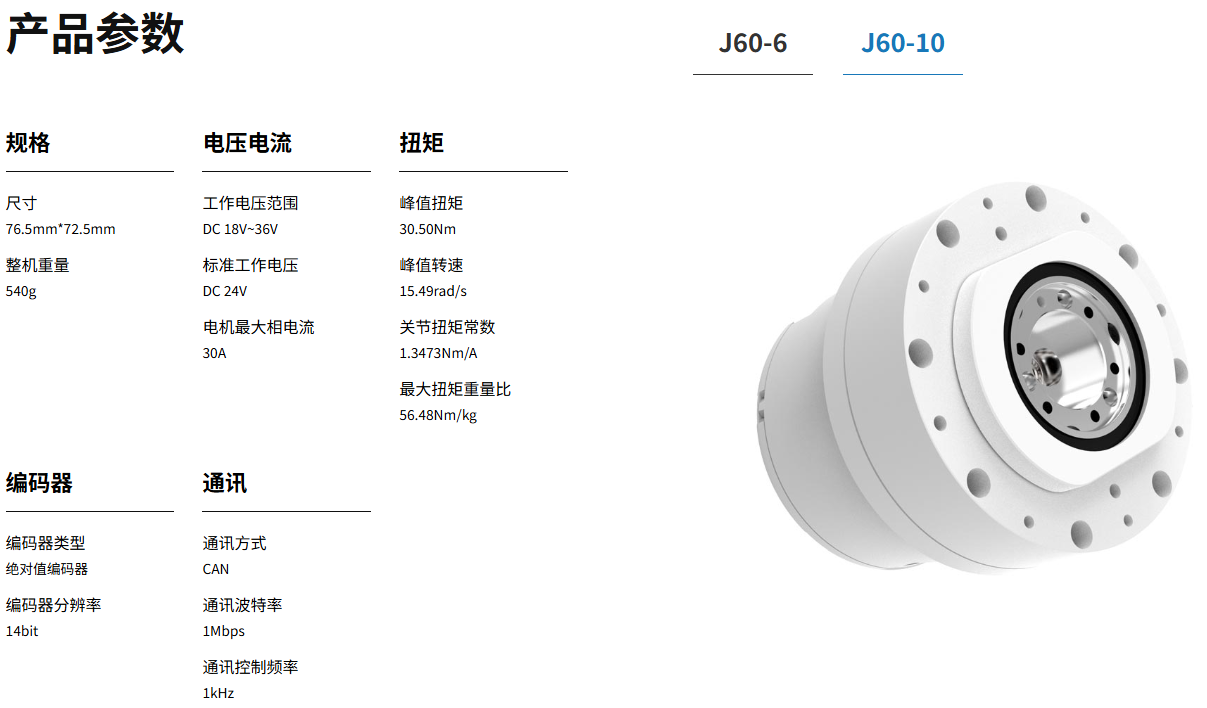 产品参数
J60-6
J60-10
规格
尺寸
76.5mm*72.5mm
整机重量
540g
电压电流
工作电压范围
DC 18V~36V
标准工作电压
DC 24V
电机最大相电流
30A
扭矩
峰值扭矩
30.50Nm
峰值转速
15.49rad/s
关节扭矩常数
1.3473Nm/A
最大扭矩重量比
56.48Nm/kg
编码器
编码器类型
绝对值编码器
编码器分辨率
14bit
通讯
通讯方式
CAN
通讯波特率
1Mbps
通讯控制频率
1kHz